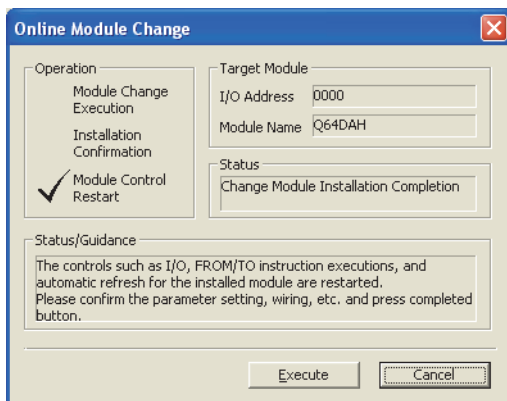 Online Module Change
Operation
Module Change
Execution
Installation
Confirmation
Module Control
Restart
Target Module
I/O Address 0000
Module Name Q64DAH
Status
Change Module Installation Completion
Status/Guidance
The controls such as I/O, FROM/TO instruction executions, and
automatic refresh for the installed module are restarted.
Please confirm the parameter setting, wiring, etc. and press completed
button.
Execute Cancel